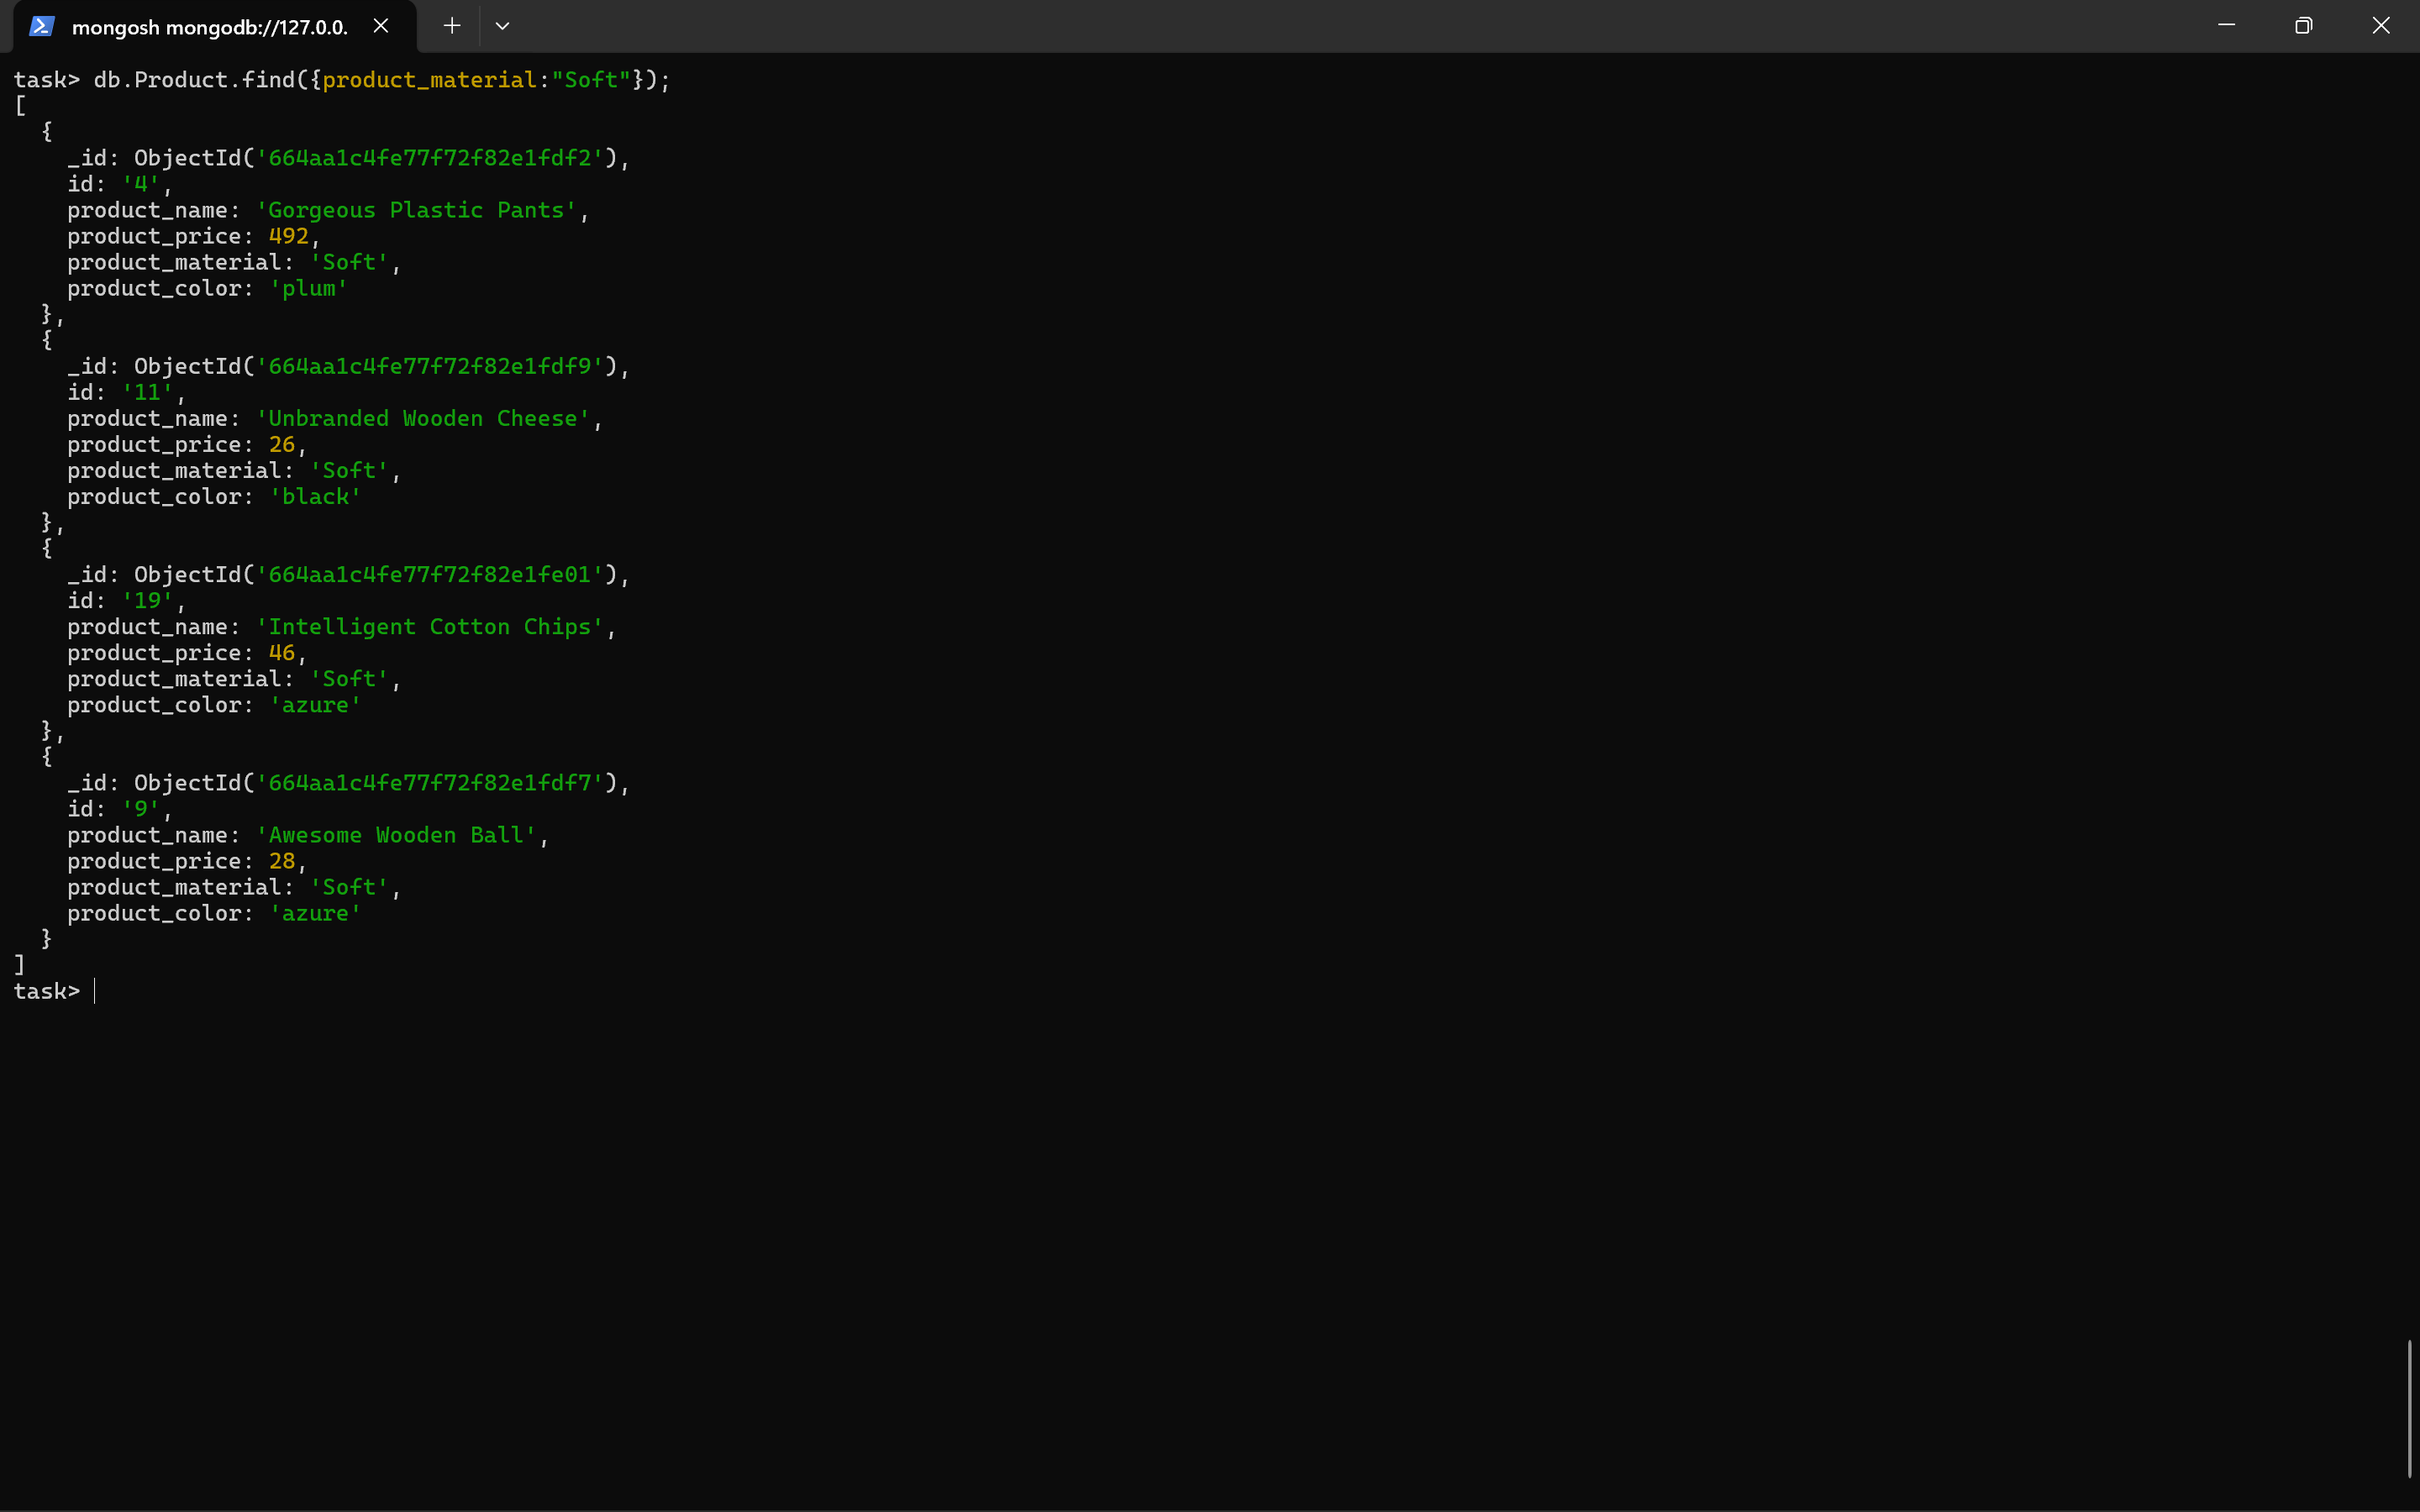 mongosh mongodb://127.0.0.
task> db.Product.find({product_material:"Soft"});
[
  {
    _id: ObjectId('664aa1c4fe77f72f82e1fdf2'),
    id: '4',
    product_name: 'Gorgeous Plastic Pants',
    product_price: 492,
    product_material: 'Soft',
    product_color: 'plum'
  },
  {
    _id: ObjectId('664aa1c4fe77f72f82e1fdf9'),
    id: '11',
    product_name: 'Unbranded Wooden Cheese',
    product_price: 26,
    product_material: 'Soft',
    product_color: 'black'
  },
  {
    _id: ObjectId('664aa1c4fe77f72f82e1fe01'),
    id: '19',
    product_name: 'Intelligent Cotton Chips',
    product_price: 46,
    product_material: 'Soft',
    product_color: 'azure'
  },
  {
    _id: ObjectId('664aa1c4fe77f72f82e1fdf7'),
    id: '9',
    product_name: 'Awesome Wooden Ball',
    product_price: 28,
    product_material: 'Soft',
    product_color: 'azure'
  }
]
task>